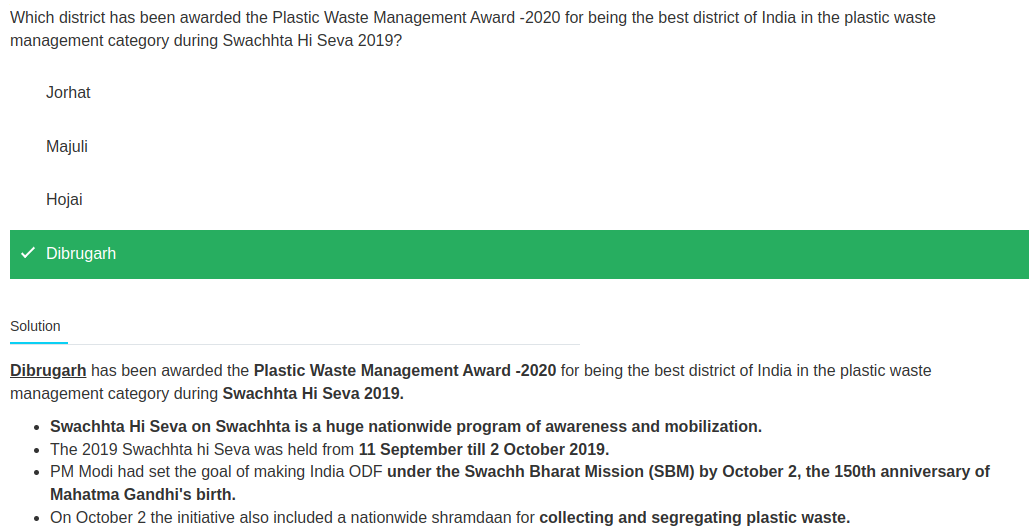 Which district has been awarded the Plastic Waste Management Award -2020 for being the best district of India in the plastic waste
management category during Swachhta Hi Seva 2019?
Jorhat
Majuli
Hojai
Dibrugarh
Solution
Dibrugarh has been awarded the Plastic Waste Management Award -2020 for being the best district of India in the plastic waste
management category during Swachhta Hi Seva 2019.
Swachhta Hi Seva on Swachhta is a huge nationwide program of awareness and mobilization.
The 2019 Swachhta hi Seva was held from 11 September till 2 October 2019.
PM Modi had set the goal of making India ODF under the Swachh Bharat Mission (SBM) by October 2, the 150th anniversary of
Mahatma Gandhi's birth.
On October 2 the initiative also included a nationwide shramdaan for collecting and segregating plastic waste.